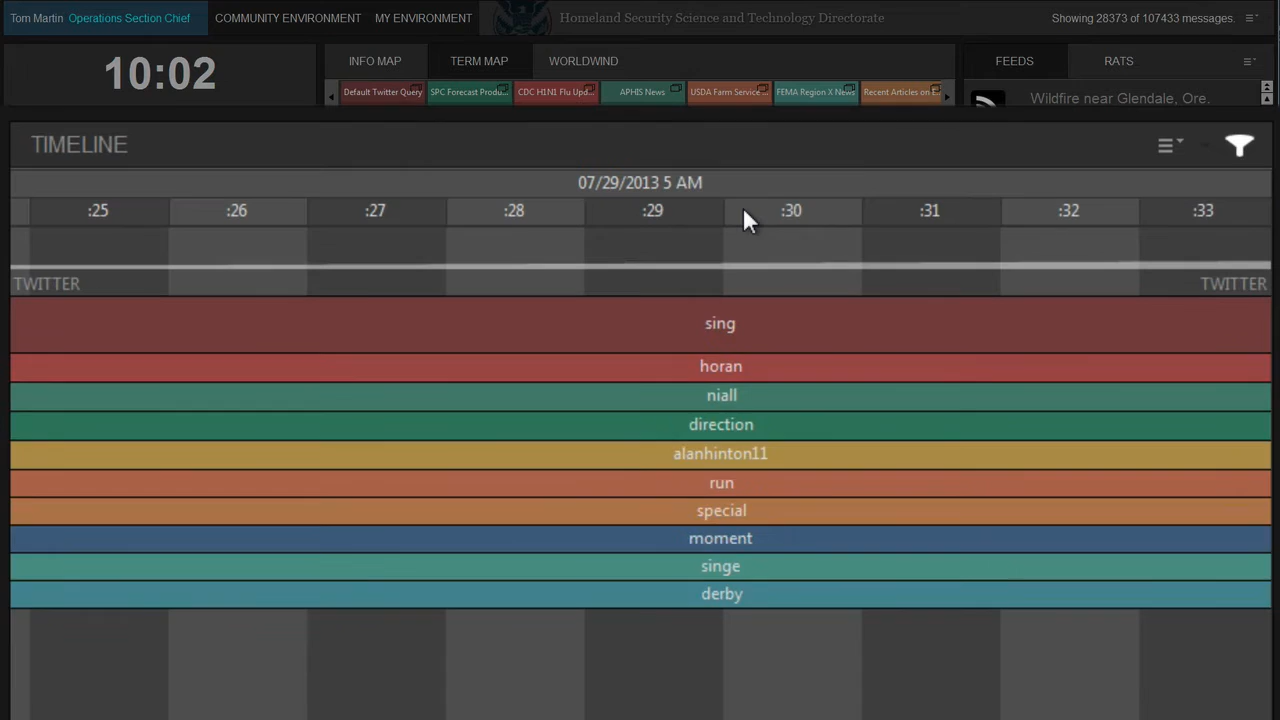 Tom Martin Operations Section Chief COMMUNITY ENVIRONMENT MY ENVIRONMENT Homeland Security Science and Technology Directorate Showing 28373 of 107433 messages.
10:02 INFO MAP TERM MAP WORLDWIND FEEDS RATS
Default Twitter Query SPC Forecast Produ... CDC H1N1 Flu Upd... APHIS News USDA Farm Service ... FEMA Region X News Recent Articles on E... Wildfire near Glendale, Ore.
TIMELINE
07/29/2013 5 AM
:25 :26 :27 :28 :29 :30 :31 :32 :33
TWITTER TWITTER
sing
horan
niall
direction
alanhinton11
run
special
moment
singe
derby